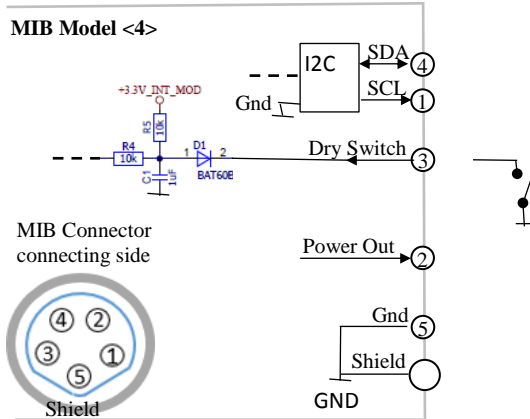 MIB Model <4>
I2C
SDA
4
SCL
1
Gnd
+3.3V_INT_MOD
R5
10k
R4
10k
D1
1
2
BAT60B
C1
1uF
Dry Switch
3
MIB Connector
connecting side
Power Out
2
4
2
3
1
5
Shield
Gnd
5
Shield
GND